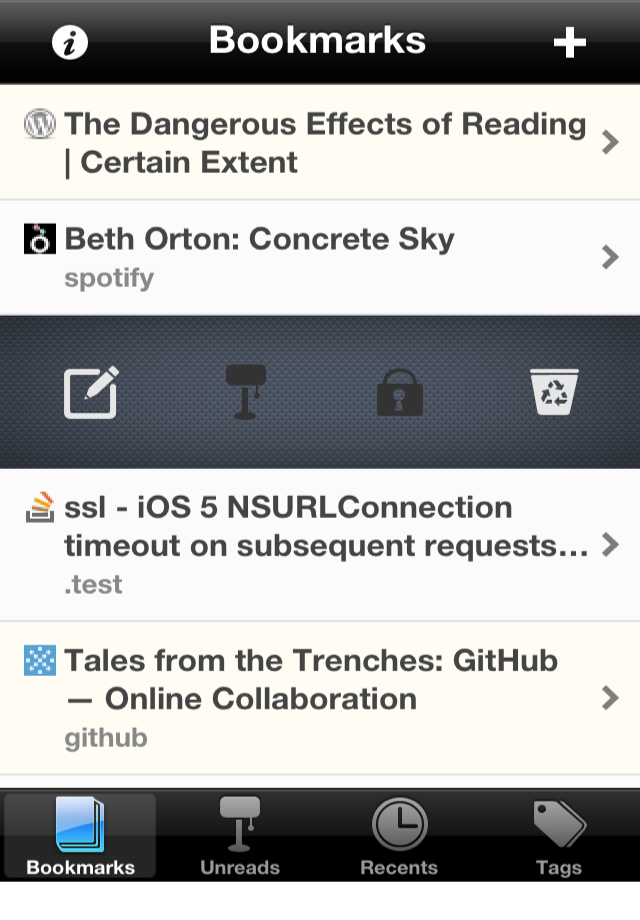 Bookmarks
The Dangerous Effects of Reading
| Certain Extent
Beth Orton: Concrete Sky
spotify
ssl - iOS 5 NSURLConnection
timeout on subsequent requests...
.test
Tales from the Trenches: GitHub
— Online Collaboration
github
Bookmarks
Unreads
Recents
Tags